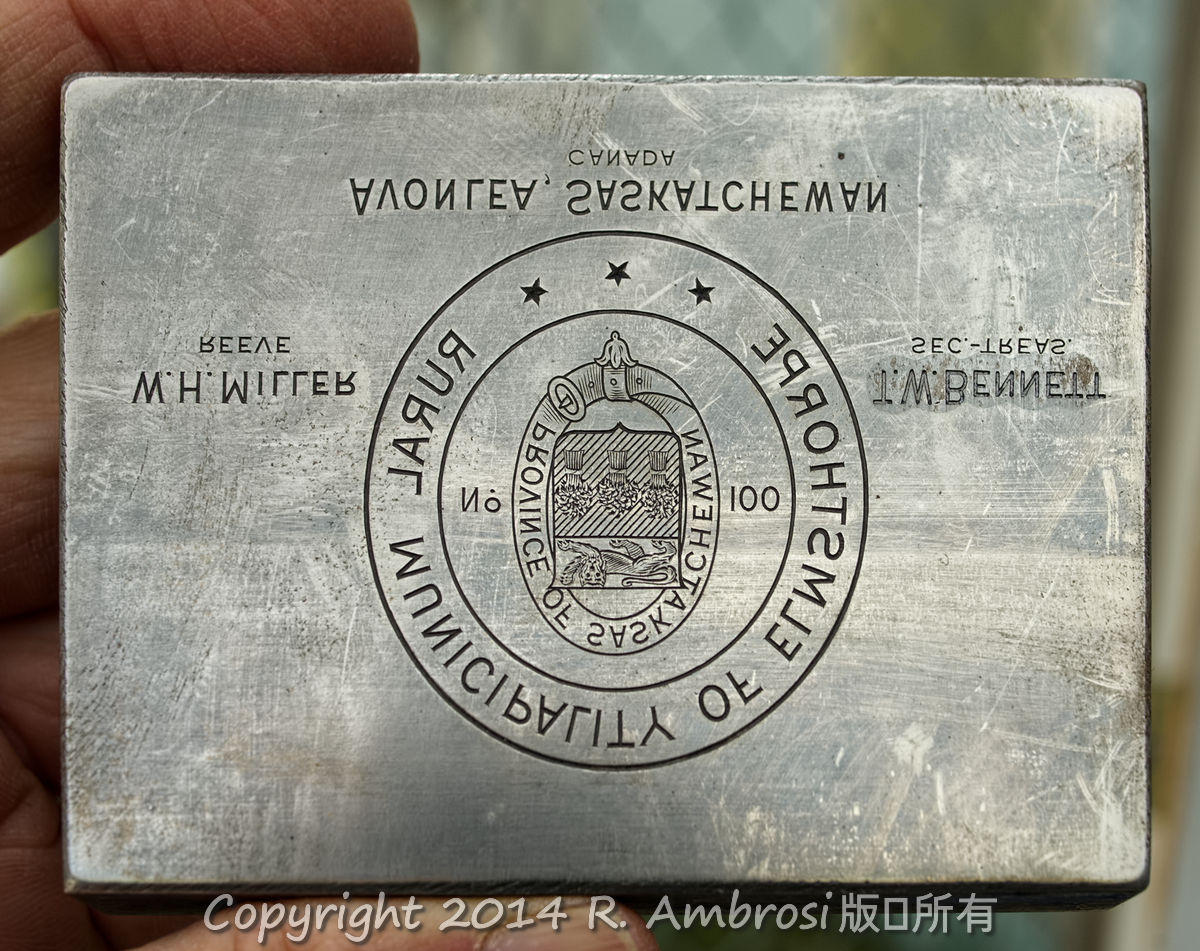 CANADA
AVONLEA, SASKATCHEWAN
REEVE
W.H. MILLER
SEC.-TREAS.
T.W. BENNETT
RURAL MUNICIPALITY OF ELMSTHORPE
No 100
PROVINCE OF SASKATCHEWAN
Copyright 2014 R. Ambrosi 版▯所有